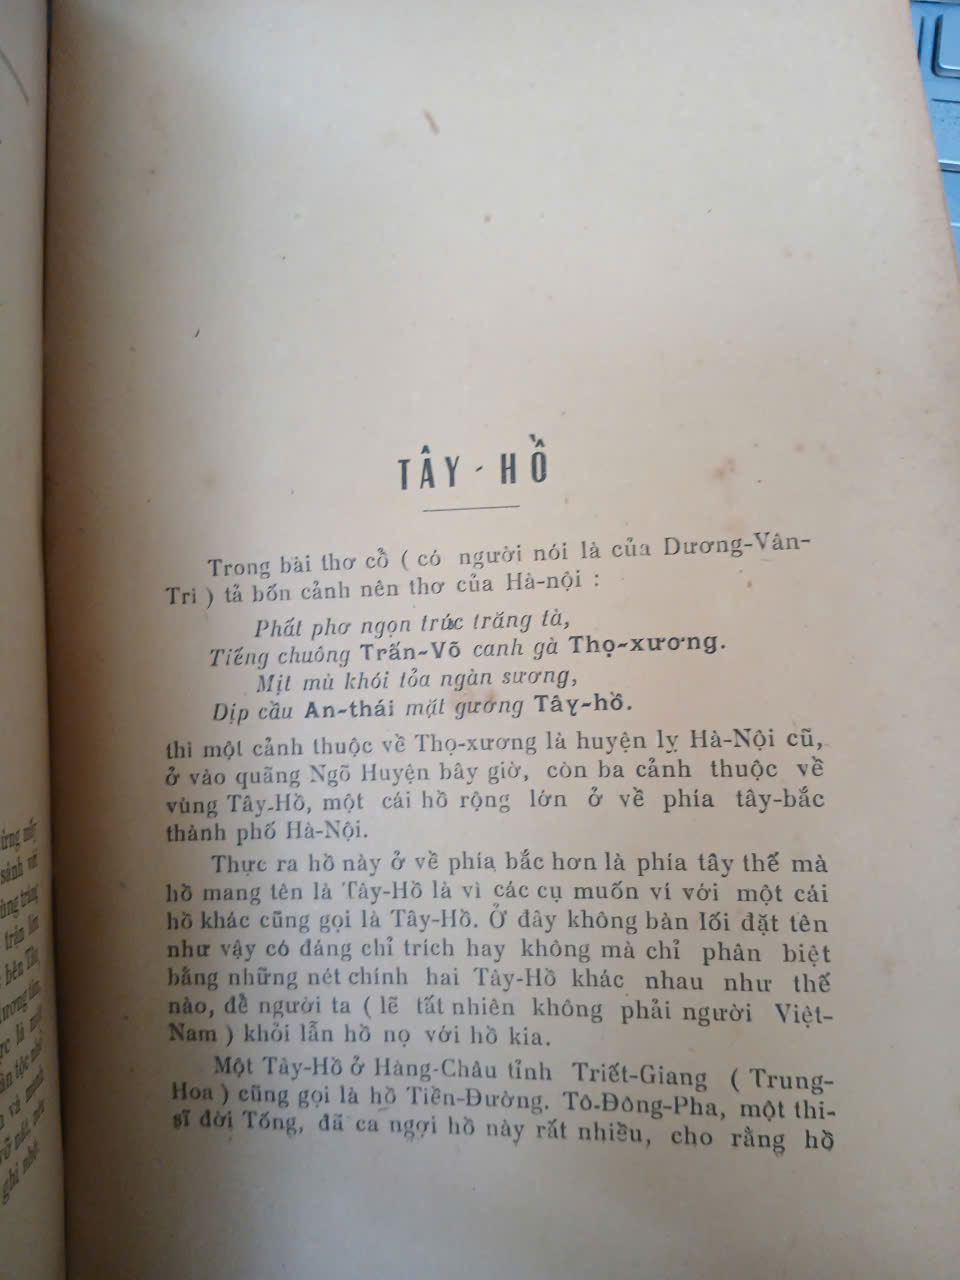 TÂY - HỒ
Trong bài thơ cổ ( có người nói là của Dương-Vân-
Tri ) tả bốn cảnh nên thơ của Hà-nội :
Phất phơ ngọn trúc trăng tà,
Tiếng chuông Trấn-Võ canh gà Thọ-xương.
Mịt mù khói tỏa ngàn sương,
Dịp cầu An-thái mặt gương Tây-hồ.
thì một cảnh thuộc về Thọ-xương là huyện lỵ Hà-Nội cũ,
ở vào quãng Ngõ Huyện bây giờ, còn ba cảnh thuộc về
vùng Tây-Hồ, một cái hồ rộng lớn ở về phía tây-bắc
thành phố Hà-Nội.
Thực ra hồ này ở về phía bắc hơn là phía tây thế mà
hồ mang tên là Tây-Hồ là vì các cụ muốn ví với một cái
hồ khác cũng gọi là Tây-Hồ. Ở đây không bàn lối đặt tên
như vậy có đáng chỉ trích hay không mà chỉ phân biệt
bằng những nét chính hai Tây-Hồ khác nhau như thế
nào, để người ta ( lẽ tất nhiên không phải người Việt-
Nam ) khỏi lẫn hồ nọ với hồ kia.
Một Tây-Hồ ở Hàng-Châu tỉnh Triết-Giang ( Trung-
Hoa ) cũng gọi là hồ Tiền-Đường. Tô-Đông-Pha, một thi-
sĩ đời Tống, đã ca ngợi hồ này rất nhiều, cho rằng hồ